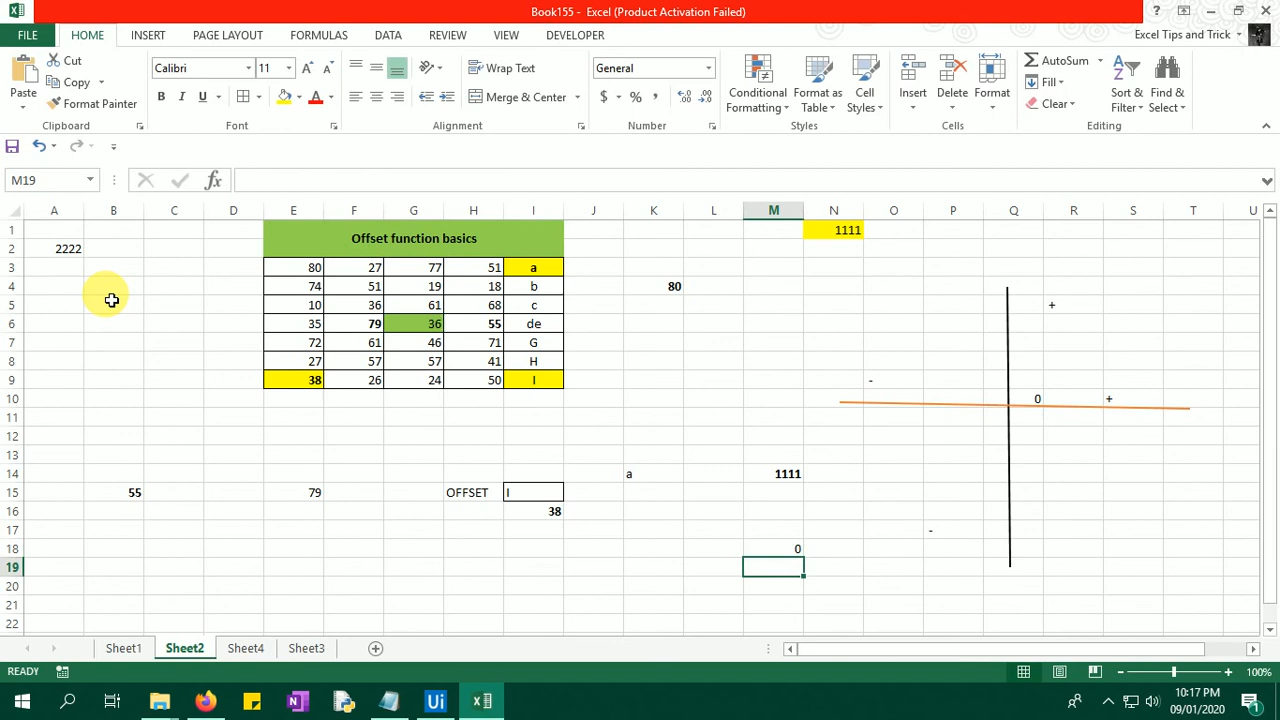 Book155 - Excel (Product Activation Failed)
?
FILE HOME INSERT PAGE LAYOUT FORMULAS DATA REVIEW VIEW DEVELOPER Excel Tips and Trick
Paste
Cut
Copy
Format Painter
Clipboard
Calibri 11
B I U A
Font
Wrap Text
Merge & Center
Alignment
General
$ % ,
Number
Conditional Formatting
Format as Table
Cell Styles
Styles
Insert Delete Format
Cells
AutoSum
Fill
Clear
Sort & Filter
Find & Select
Editing
M19 fx
A B C D E F G H I J K L M N O P Q R S T U
1 Offset function basics 1111
2 2222
3 80 27 77 51 a
4 74 51 19 18 b 80
5 10 36 61 68 c +
6 35 79 36 55 de
7 72 61 46 71 G
8 27 57 57 41 H
9 38 26 24 50 I -
10 0 +
11
12
13
14 a 1111
15 55 79 OFFSET I
16 38
17 -
18 0
19
20
21
22
Sheet1 Sheet2 Sheet4 Sheet3
READY 100%
Ui
10:17 PM
09/01/2020
1